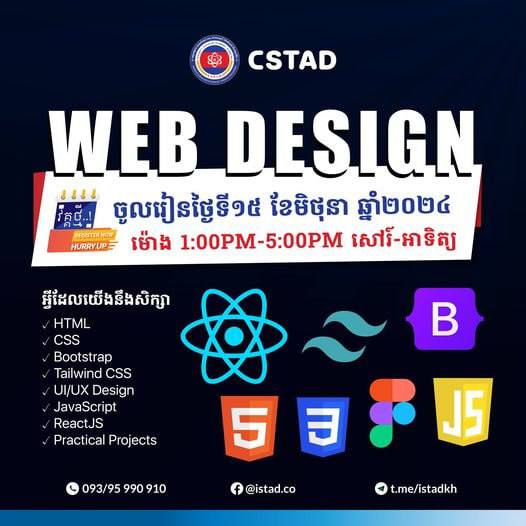 CSTAD
WEB DESIGN
វគ្គថ្មី..!
REGISTER NOW
HURRY UP
ចូលរៀនថ្ងៃទី១៥ ខែមិថុនា ឆ្នាំ២០២៤
ម៉ោង 1:00PM-5:00PM សៅរ៍-អាទិត្យ
អ្វីដែលយើងនឹងសិក្សា
✓ HTML
✓ CSS
✓ Bootstrap
✓ Tailwind CSS
✓ UI/UX Design
✓ JavaScript
✓ ReactJS
✓ Practical Projects
B
5
3
JS
093/95 990 910
@istad.co
t.me/istadkh